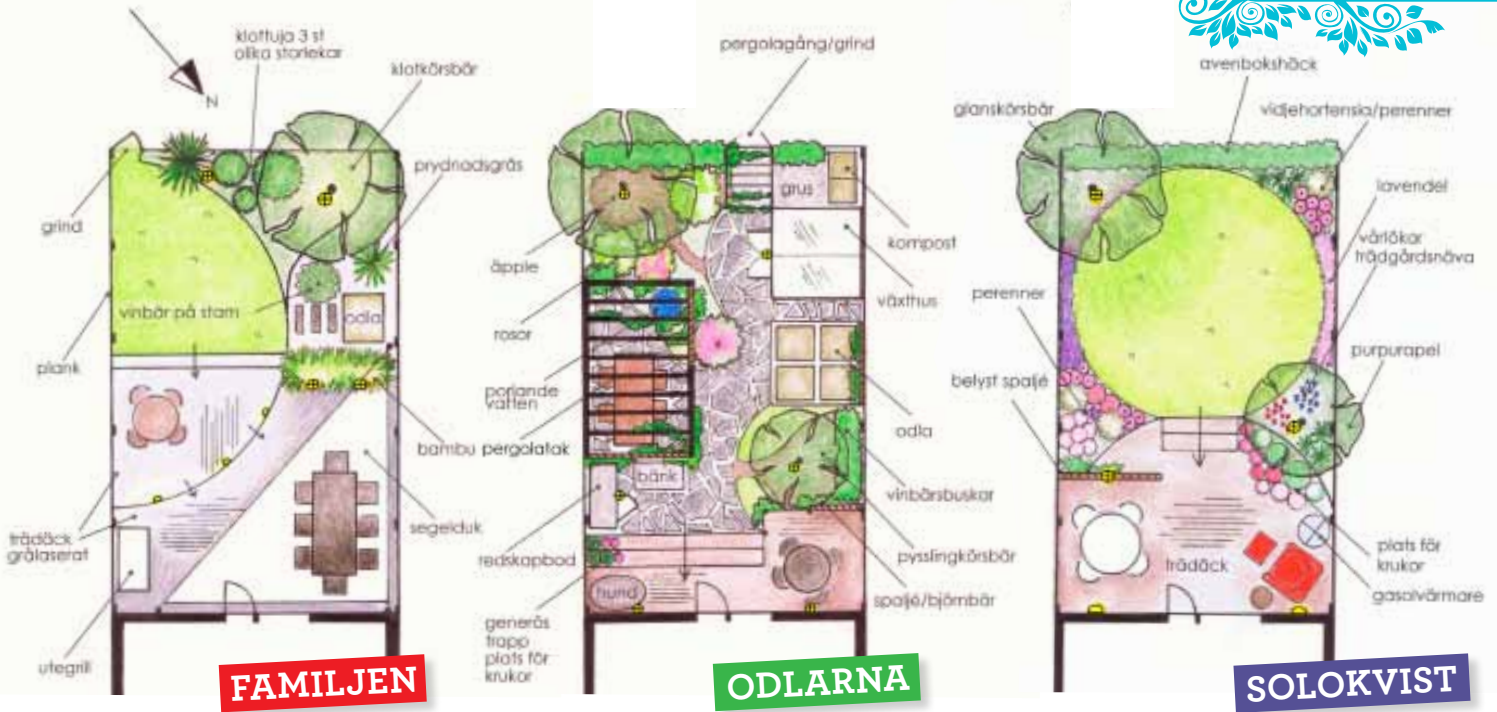 klottuja 3 st
olika storlekar
klotkörsbär
N
prydnadsgräs
grind
vinbär på stam
odla
plank
bambu
trädäck
grålaserat
segelduk
utegrill
FAMILJEN
pergolagång/grind
grus
kompost
äpple
växthus
rosor
porlande
vatten
pergolatak
odla
bänk
vinbärsbuskar
redskapbod
pysslingkörsbär
spaljé/björnbär
hund
generös
trapp
plats för
krukor
ODLARNA
avenbokshäck
glanskörsbär
vidjehortensia/perenner
lavendel
vårlökar
trädgårdsnäva
perenner
purpurapel
belyst spaljé
plats för
krukor
trädäck
gasolvärmare
SOLOKVIST